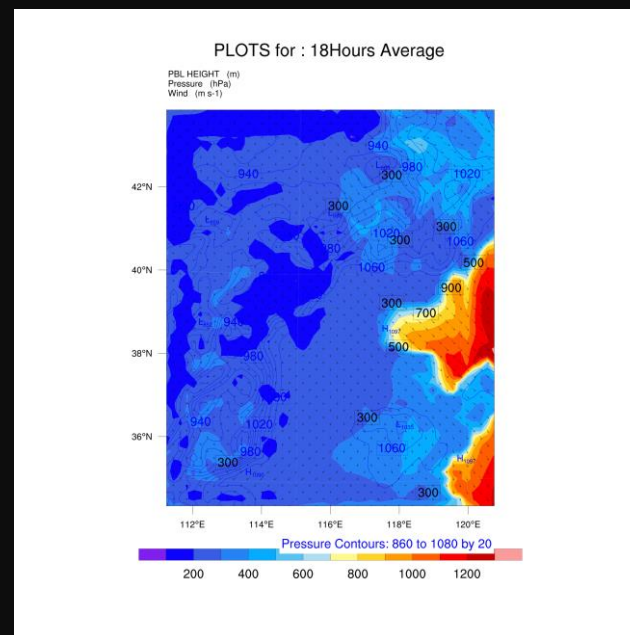 PLOTS for : 18Hours Average
PBL HEIGHT (m)
Pressure (hPa)
Wind (m s-1)
940
980
1020
42°N
940
300
300
300
1020
300
1060
40°N
1060
500
900
300
700
38°N
980
500
36°N
940
1020
300
1060
980
300
300
112°E 114°E 116°E 118°E 120°E
Pressure Contours: 860 to 1080 by 20
200 400 600 800 1000 1200